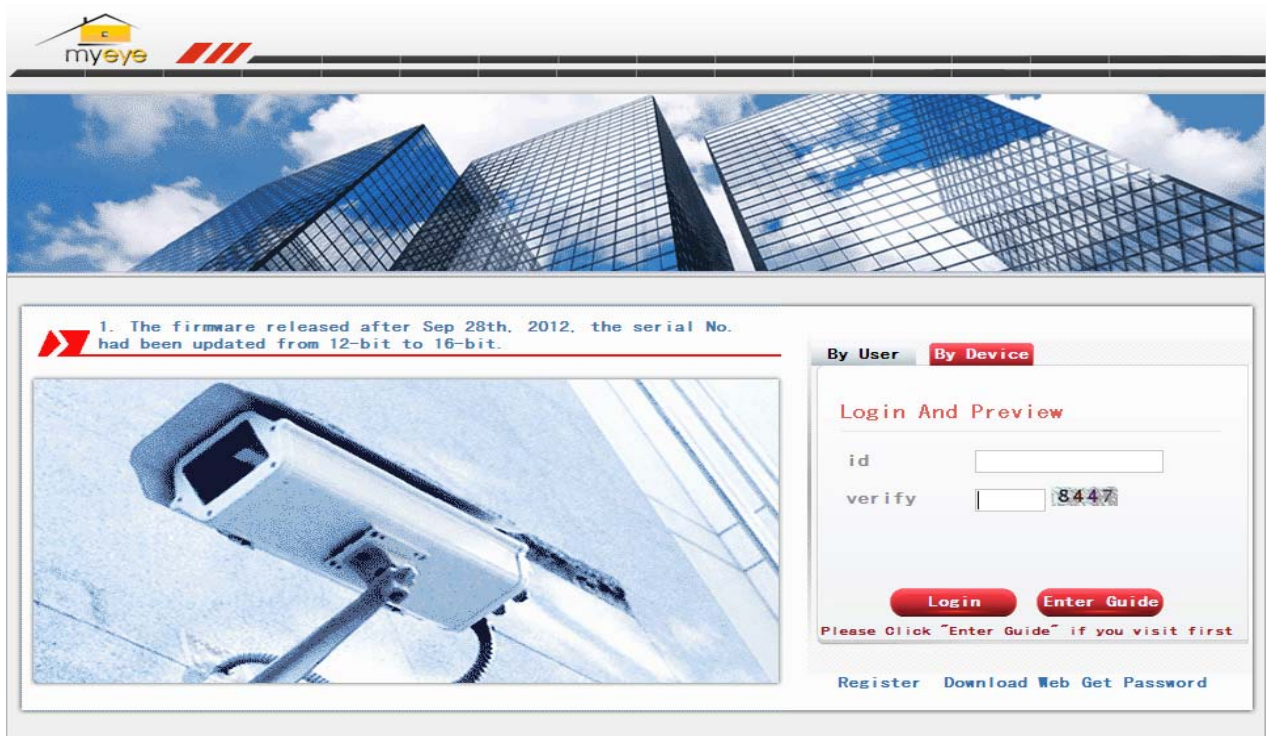 myeye
1. The firmware released after Sep 28th, 2012, the serial No.
had been updated from 12-bit to 16-bit.
By User By Device
Login And Preview
id
verify 8447
Login Enter Guide
Please Click "Enter Guide" if you visit first
Register Download Web Get Password